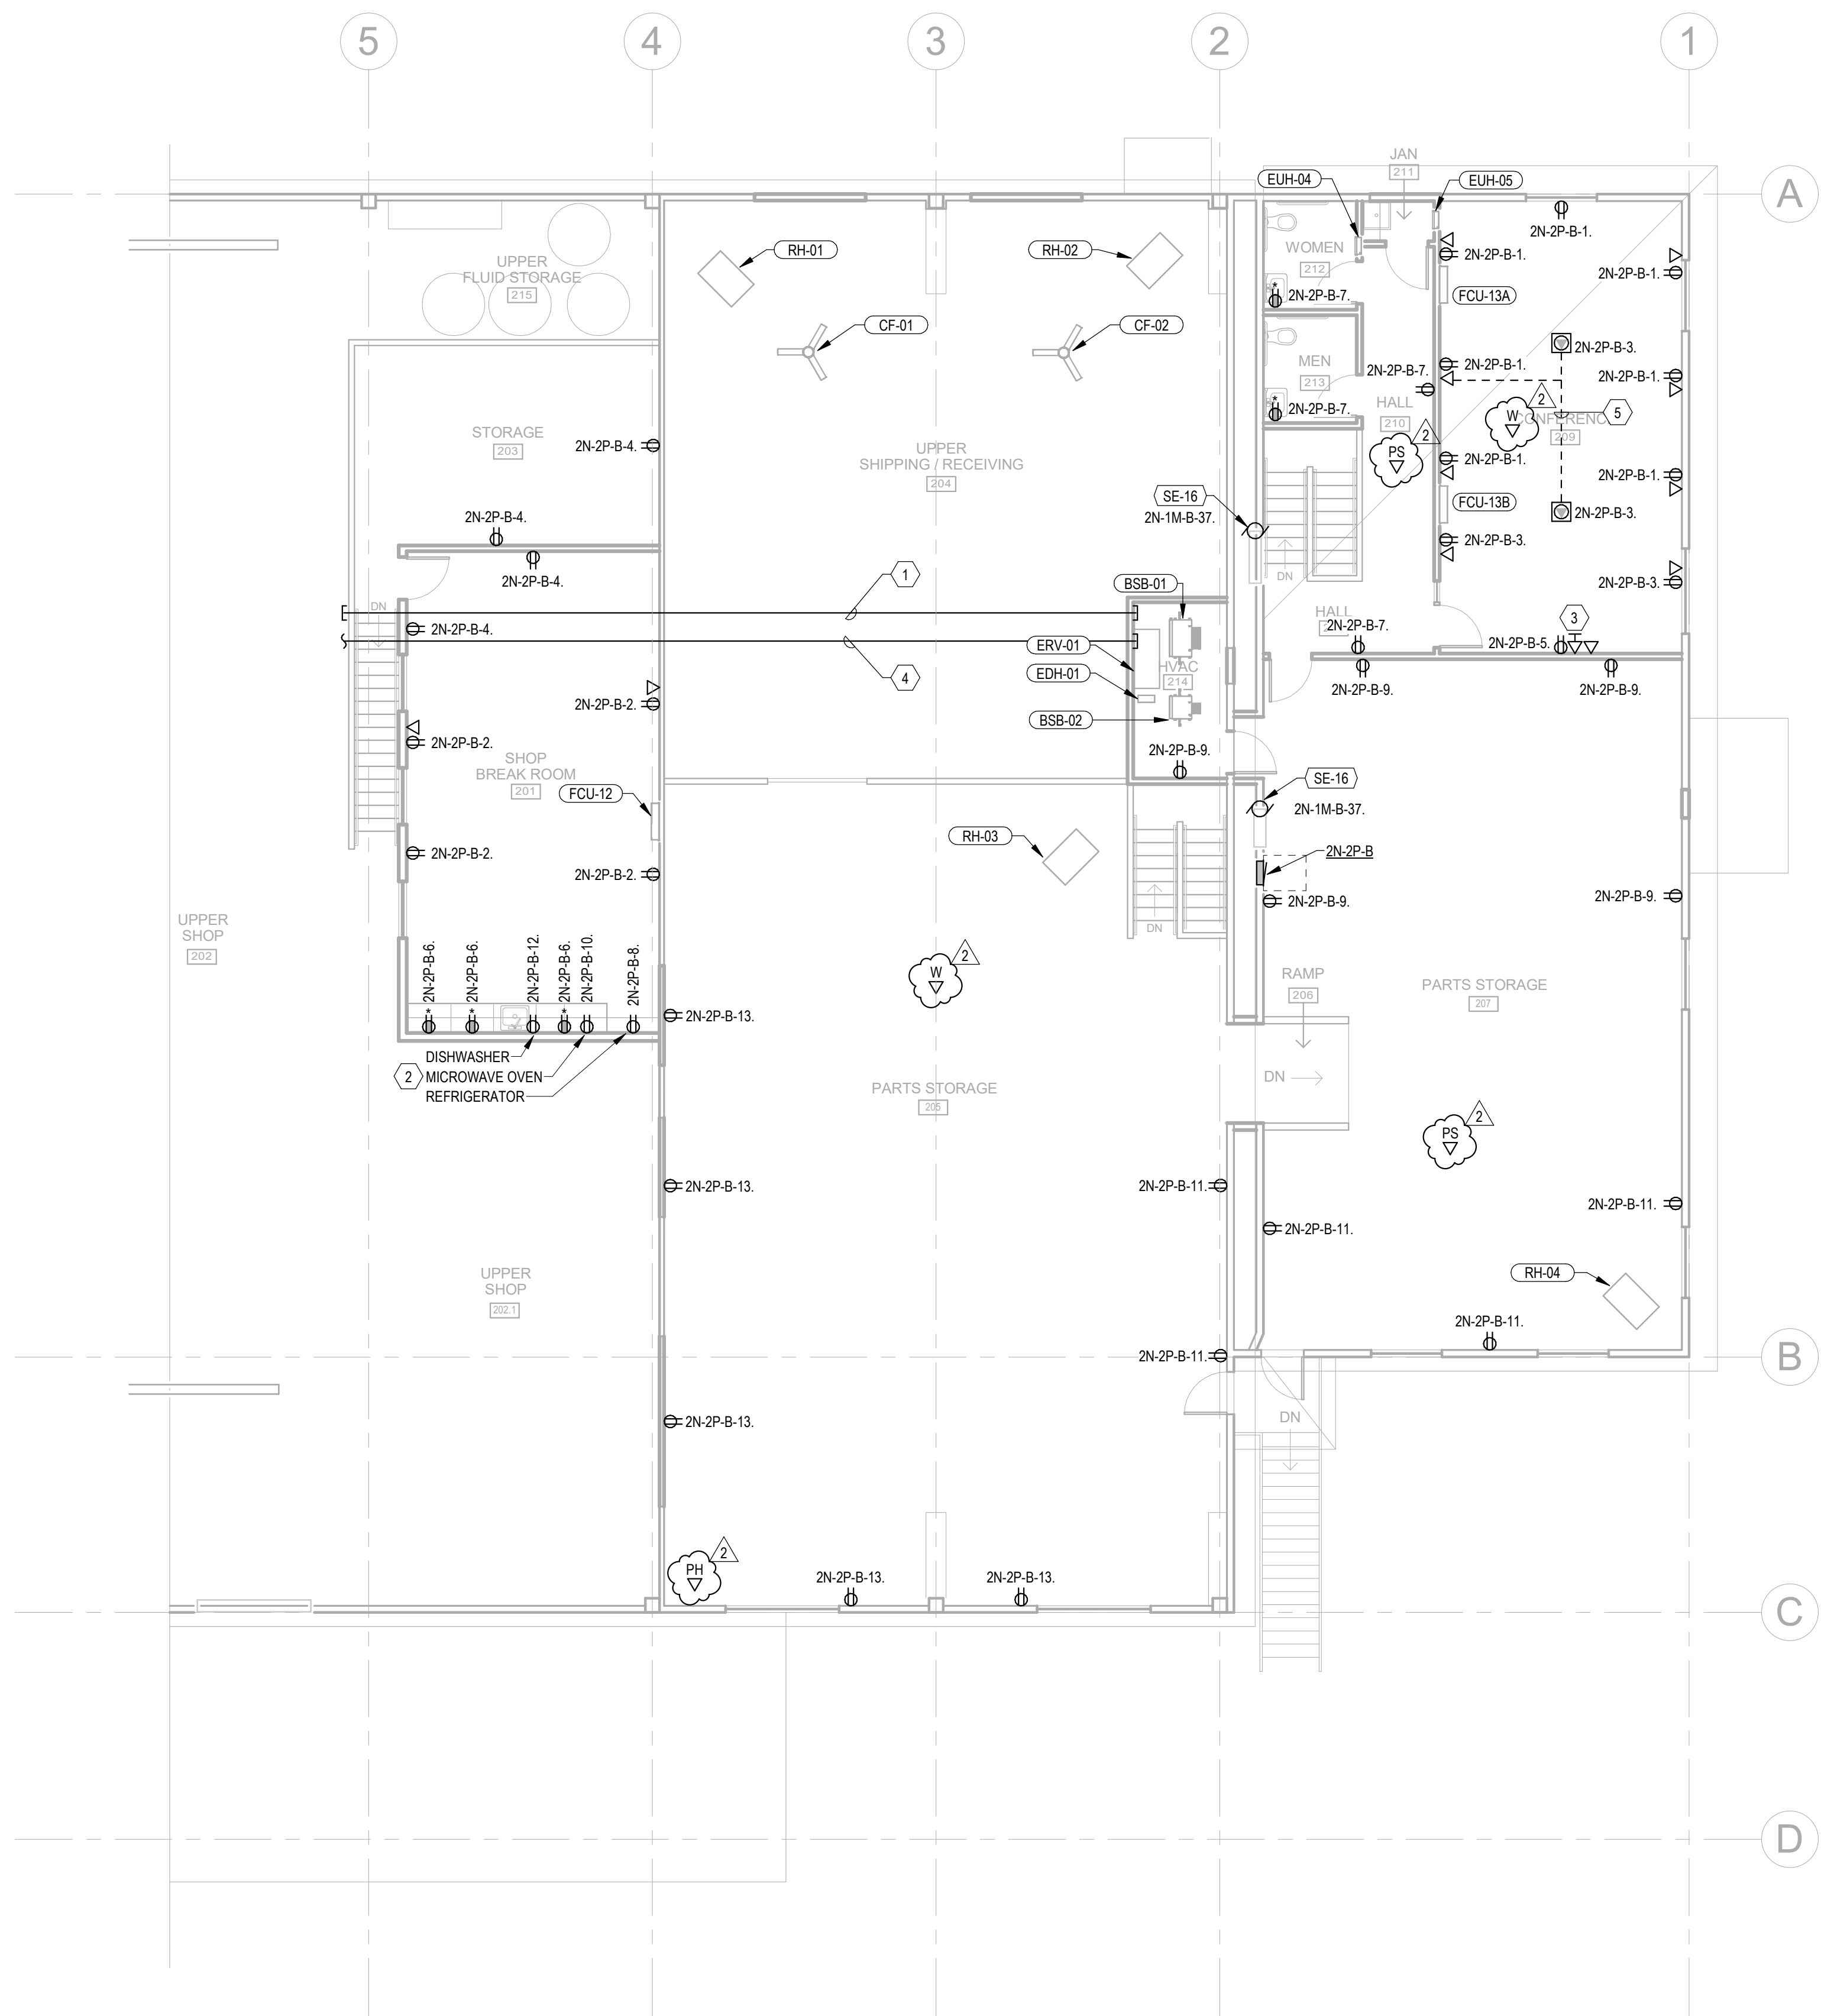 5
4
3
2
1
A
B
C
D
JAN
211
EUH-04
EUH-05
2N-2P-B-1.
WOMEN
212
*
2N-2P-B-7.
2N-2P-B-1.
2N-2P-B-1.
FCU-13A
RH-01
RH-02
UPPER
FLUID STORAGE
215
CF-01
CF-02
MEN
213
*
2N-2P-B-7.
2N-2P-B-7.
2N-2P-B-3.
2N-2P-B-1.
2N-2P-B-1.
HALL
210
2
PS
2
W
5
209
STORAGE
203
2N-2P-B-4.
UPPER
SHIPPING / RECEIVING
204
2N-2P-B-1.
2N-2P-B-1.
FCU-13B
2N-2P-B-3.
SE-16
2N-1M-B-37.
2N-2P-B-4.
2N-2P-B-3.
2N-2P-B-4.
DN
2N-2P-B-3.
1
BSB-01
DN
2N-2P-B-4.
HALL
2N-2P-B-7.
3
2N-2P-B-5.
ERV-01
HVAC
214
EDH-01
4
BSB-02
2N-2P-B-9.
2N-2P-B-9.
2N-2P-B-2.
2N-2P-B-2.
2N-2P-B-9.
SHOP
BREAK ROOM
201
FCU-12
SE-16
2N-1M-B-37.
RH-03
2N-2P-B
2N-2P-B-2.
2N-2P-B-2.
2N-2P-B-9.
2N-2P-B-9.
UPPER
SHOP
202
DN
2N-2P-B-6.
*
2N-2P-B-6.
*
2N-2P-B-12.
2N-2P-B-6.
*
2N-2P-B-10.
2N-2P-B-8.
W
2
RAMP
206
PARTS STORAGE
207
2N-2P-B-13.
DISHWASHER
2
MICROWAVE OVEN
REFRIGERATOR
DN
PARTS STORAGE
205
PS
2
2N-2P-B-13.
2N-2P-B-11.
2N-2P-B-11.
2N-2P-B-11.
UPPER
SHOP
202.1
RH-04
2N-2P-B-11.
2N-2P-B-11.
2N-2P-B-13.
DN
PH
2
2N-2P-B-13.
2N-2P-B-13.